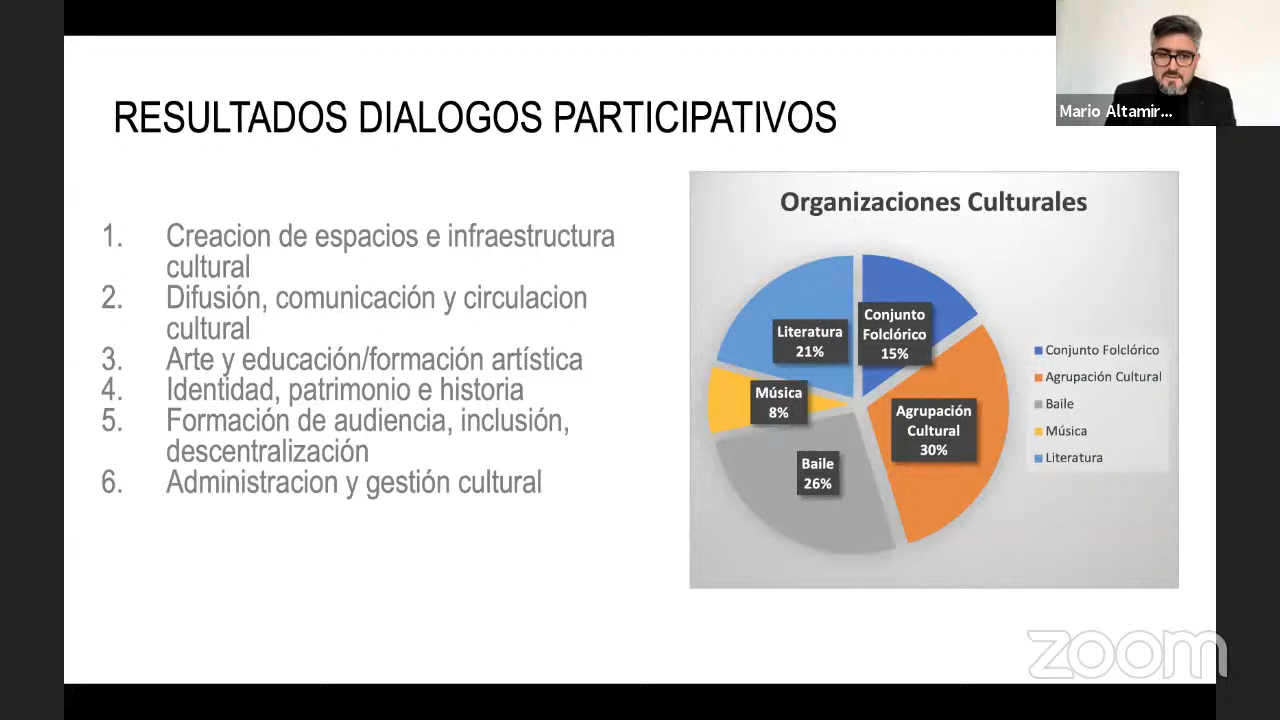 Mario Altamir...
RESULTADOS DIALOGOS PARTICIPATIVOS
1. Creacion de espacios e infraestructura
cultural
2. Difusión, comunicación y circulacion
cultural
3. Arte y educación/formación artística
4. Identidad, patrimonio e historia
5. Formación de audiencia, inclusión,
descentralización
6. Administracion y gestión cultural
Organizaciones Culturales
Conjunto
Folclórico
15%
Literatura
21%
Música
8%
Agrupación
Cultural
30%
Baile
26%
Conjunto Folclórico
Agrupación Cultural
Baile
Música
Literatura
zoom